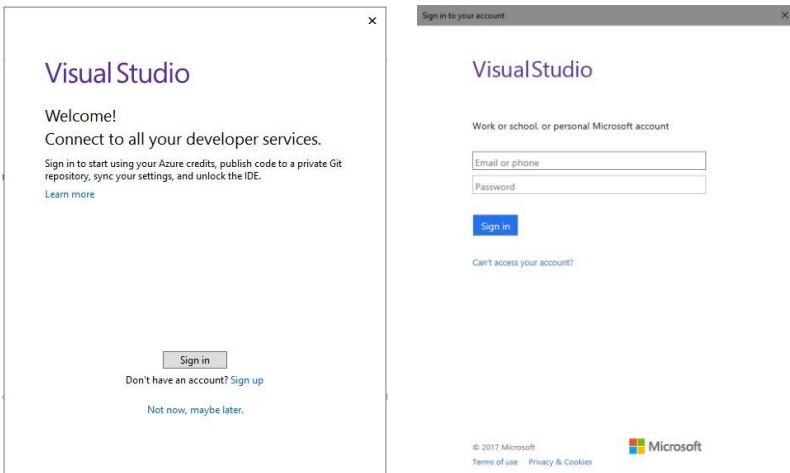 Visual Studio
Welcome!
Connect to all your developer services.
Sign in to start using your Azure credits, publish code to a private Git
repository, sync your settings, and unlock the IDE.
Learn more
Sign in
Don't have an account? Sign up
Not now, maybe later.
Sign in to your account
Visual Studio
Work or school, or personal Microsoft account
Email or phone
Password
Sign in
Can't access your account?
© 2017 Microsoft
Microsoft
Terms of use Privacy & Cookies